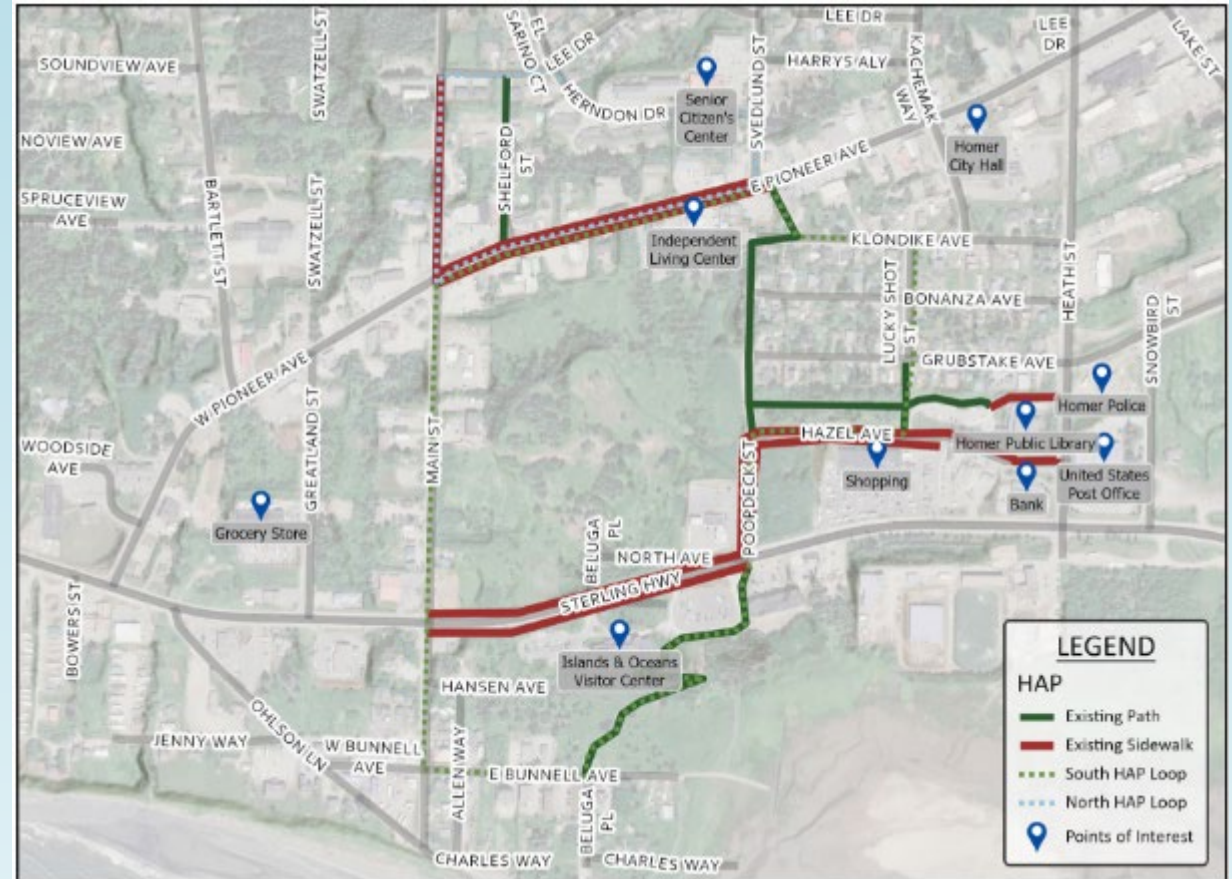 LEE DR
LEE
DR
LAKE ST
EL
SARINO CT
LEE DR
SWATZELL ST
SOUNDVIEW AVE
HARRYS ALY
KACHEMAK
WAY
SVEDLUND ST
Senior
Citizen's
Center
HERNDON DR
Homer
City Hall
NOVIEW AVE
SHELFORD
ST
E PIONEER AVE
SPRUCEVIEW
AVE
BARTLETT ST
SWATZELL ST
Independent
Living Center
KLONDIKE AVE
HEATH ST
LUCKY SHOT
ST
BONANZA AVE
SNOWBIRD
ST
GRUBSTAKE AVE
W PIONEER AVE
Homer Police
MAIN ST
GREATLAND ST
WOODSIDE
AVE
HAZEL AVE
Homer Public Library
Shopping
United States
Post Office
Bank
POOPDECK ST
Grocery Store
BELUGA
PL
NORTH AVE
STERLING HWY
BOWERS ST
Islands & Oceans
Visitor Center
HANSEN AVE
OHLSON LN
JENNY WAY
W BUNNELL
AVE
ALLEN WAY
E BUNNELL AVE
BELUGA
PL
CHARLES WAY
CHARLES WAY
LEGEND
HAP
Existing Path
Existing Sidewalk
South HAP Loop
North HAP Loop
Points of Interest